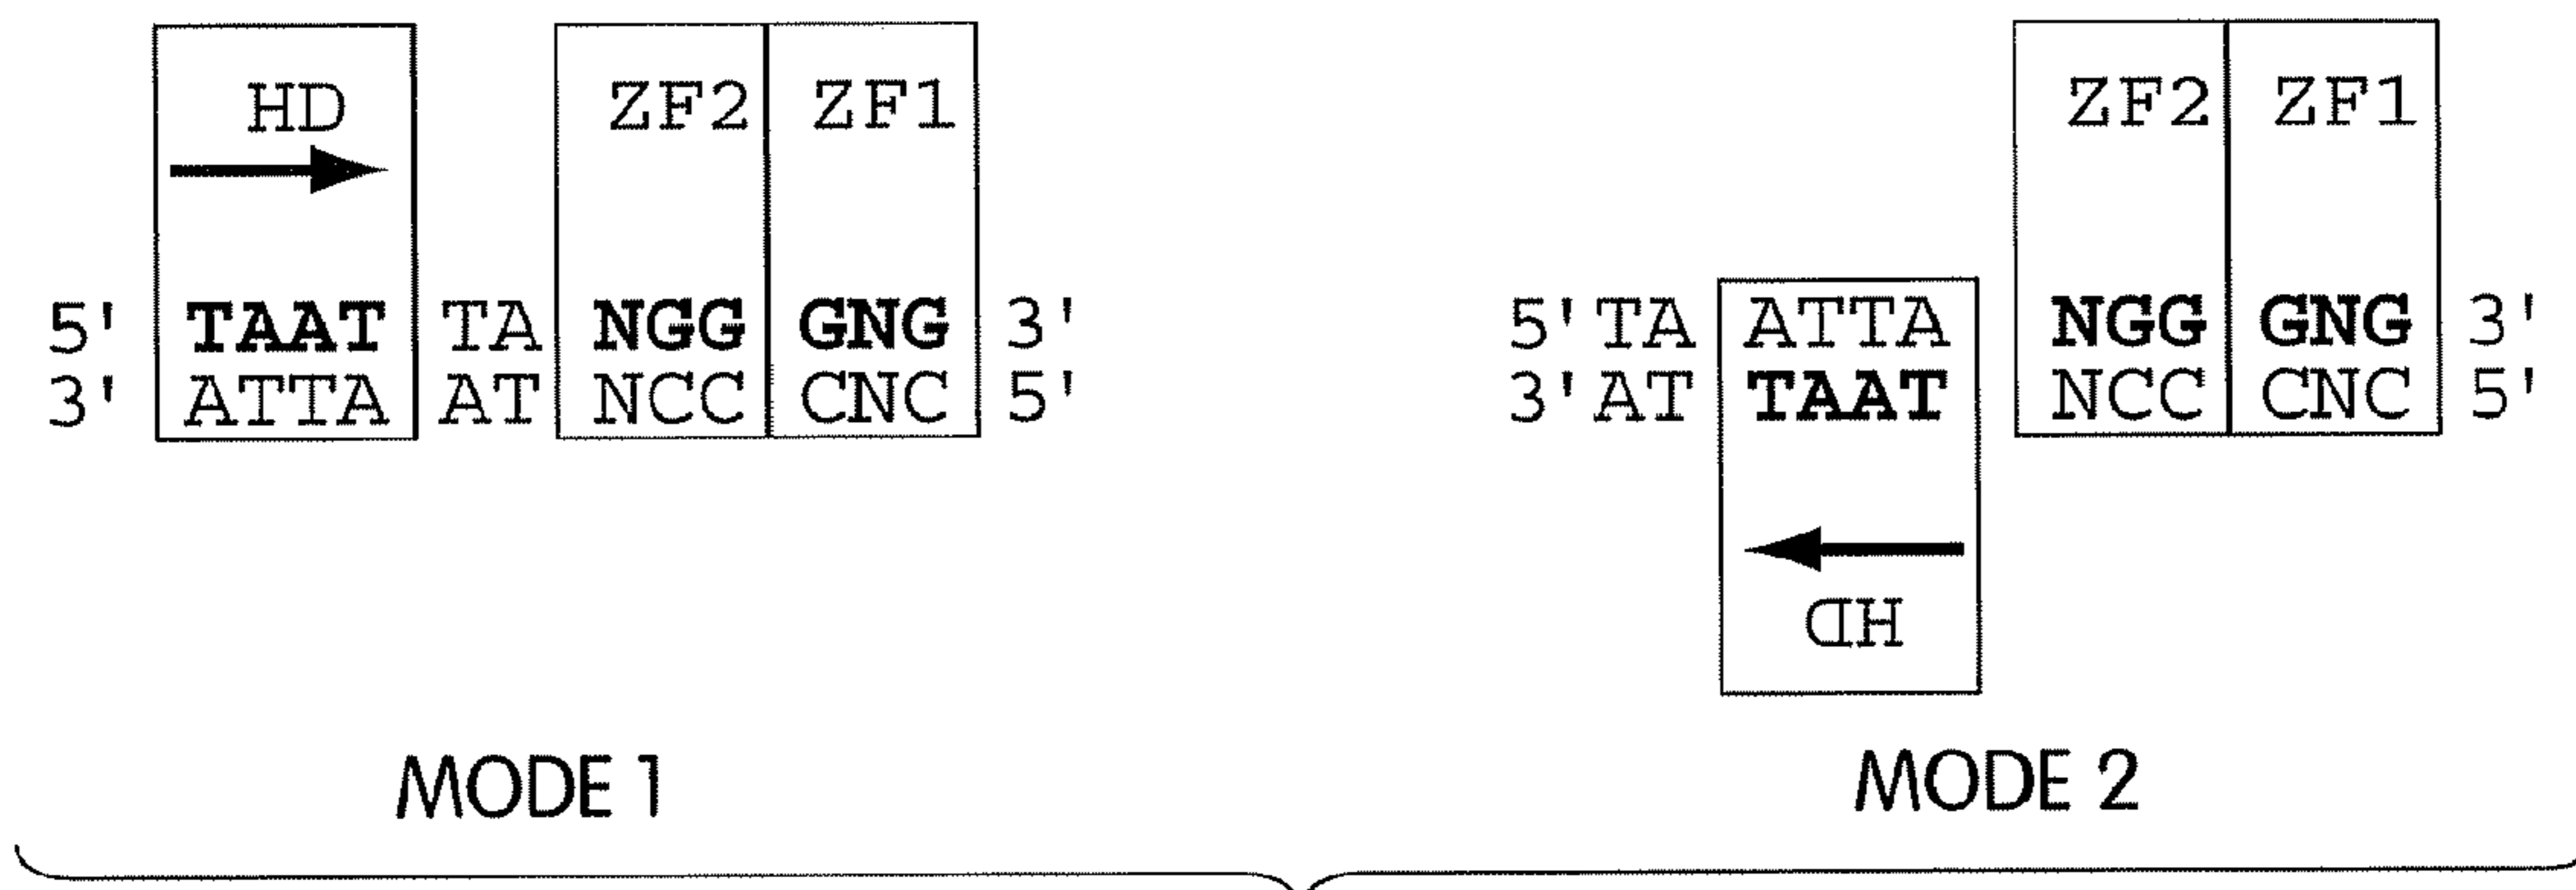 HD ZF2 ZF1
5' TAAT TA NGG GNG 3'
3' ATTA AT NCC CNC 5'
MODE 1
ZF2 ZF1
5' TA ATTA NGG GNG 3'
3' AT TAAT NCC CNC 5'
HD
MODE 2